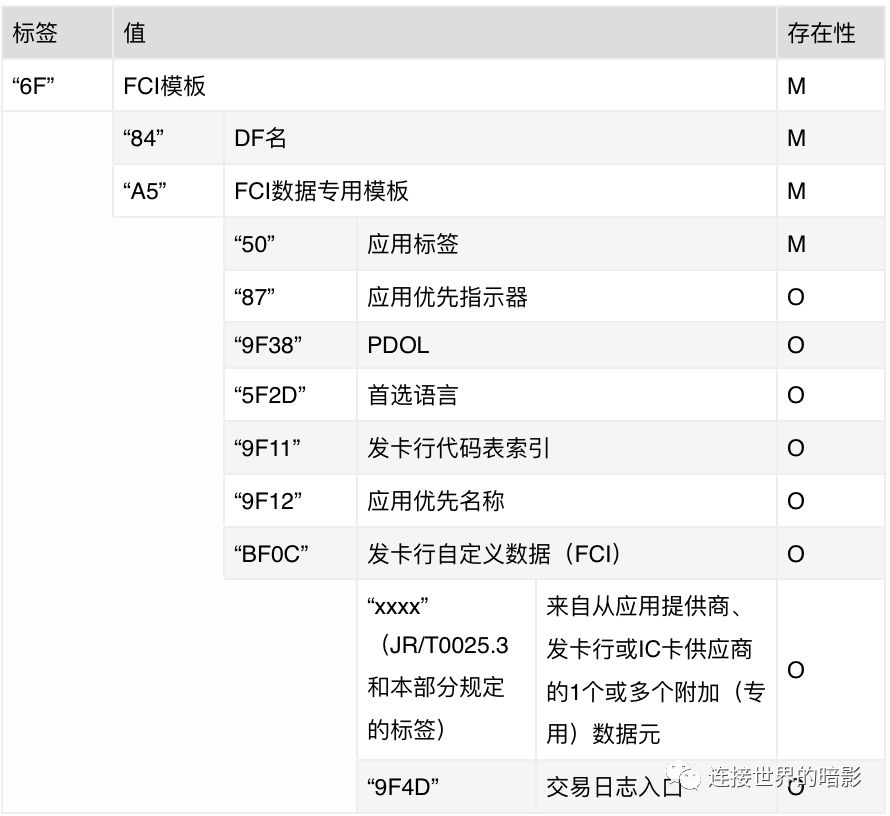 标签 值 存在性
“6F” FCI模板 M
“84” DF名 M
“A5” FCI数据专用模板 M
“50” 应用标签 M
“87” 应用优先指示器 O
“9F38” PDOL O
“5F2D” 首选语言 O
“9F11” 发卡行代码表索引 O
“9F12” 应用优先名称 O
“BF0C” 发卡行自定义数据（FCI） O
“xxxx”
（JR/T0025.3
和本部分规定
的标签）
来自从应用提供商、
发卡行或IC卡供应商
的1个或多个附加（专
用）数据元
O
“9F4D” 交易日志入口 O
连接世界的暗影